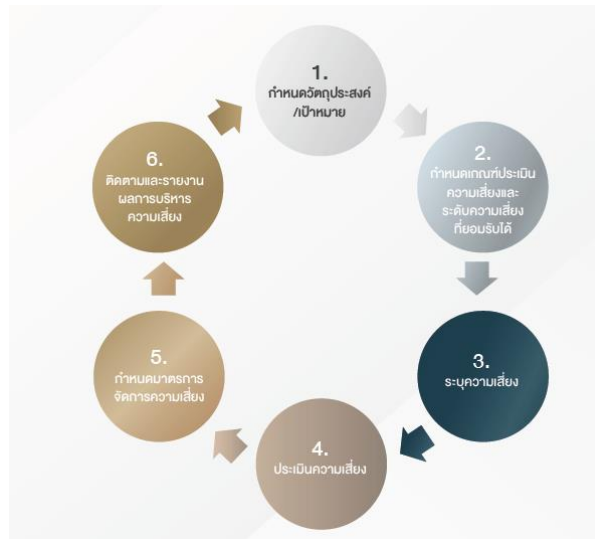 1.
กำหนดวัตถุประสงค์
/เป้าหมาย
2.
กำหนดเกณฑ์ประเมิน
ความเสี่ยงและ
ระดับความเสี่ยง
ที่ยอมรับได้
3.
ระบุความเสี่ยง
4.
ประเมินความเสี่ยง
5.
กำหนดมาตรการ
จัดการความเสี่ยง
6.
ติดตามและรายงาน
ผลการบริหาร
ความเสี่ยง